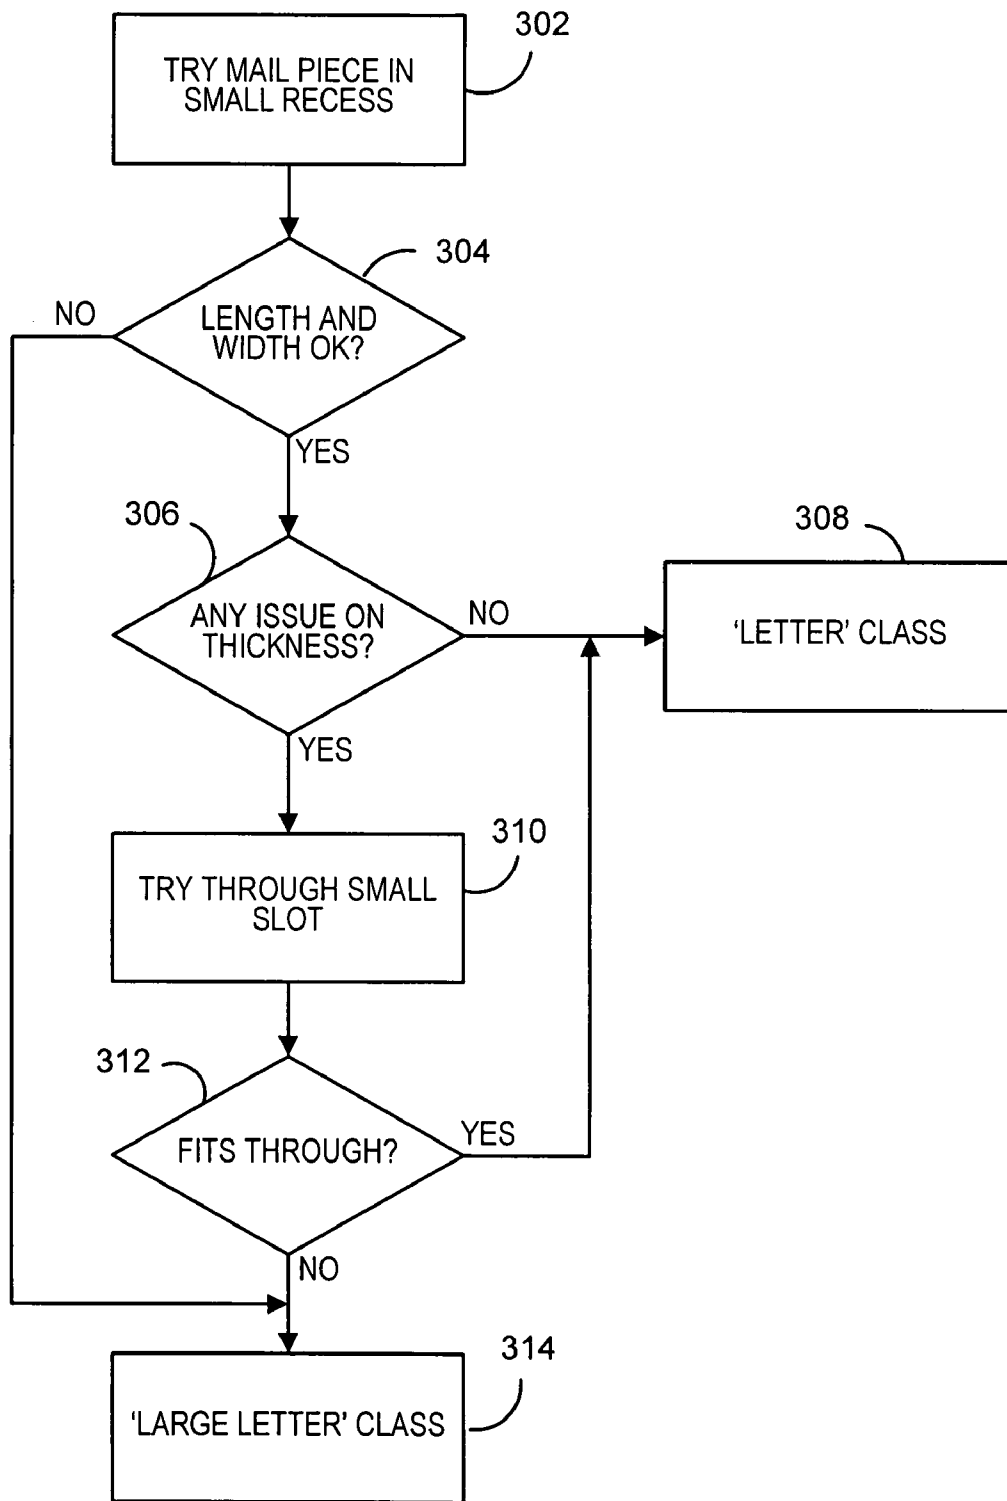 302
TRY MAIL PIECE IN
SMALL RECESS
304
NO
LENGTH AND
WIDTH OK?
YES
306
308
ANY ISSUE ON
THICKNESS?
NO
'LETTER' CLASS
YES
310
TRY THROUGH SMALL
SLOT
312
FITS THROUGH?
YES
NO
314
'LARGE LETTER' CLASS